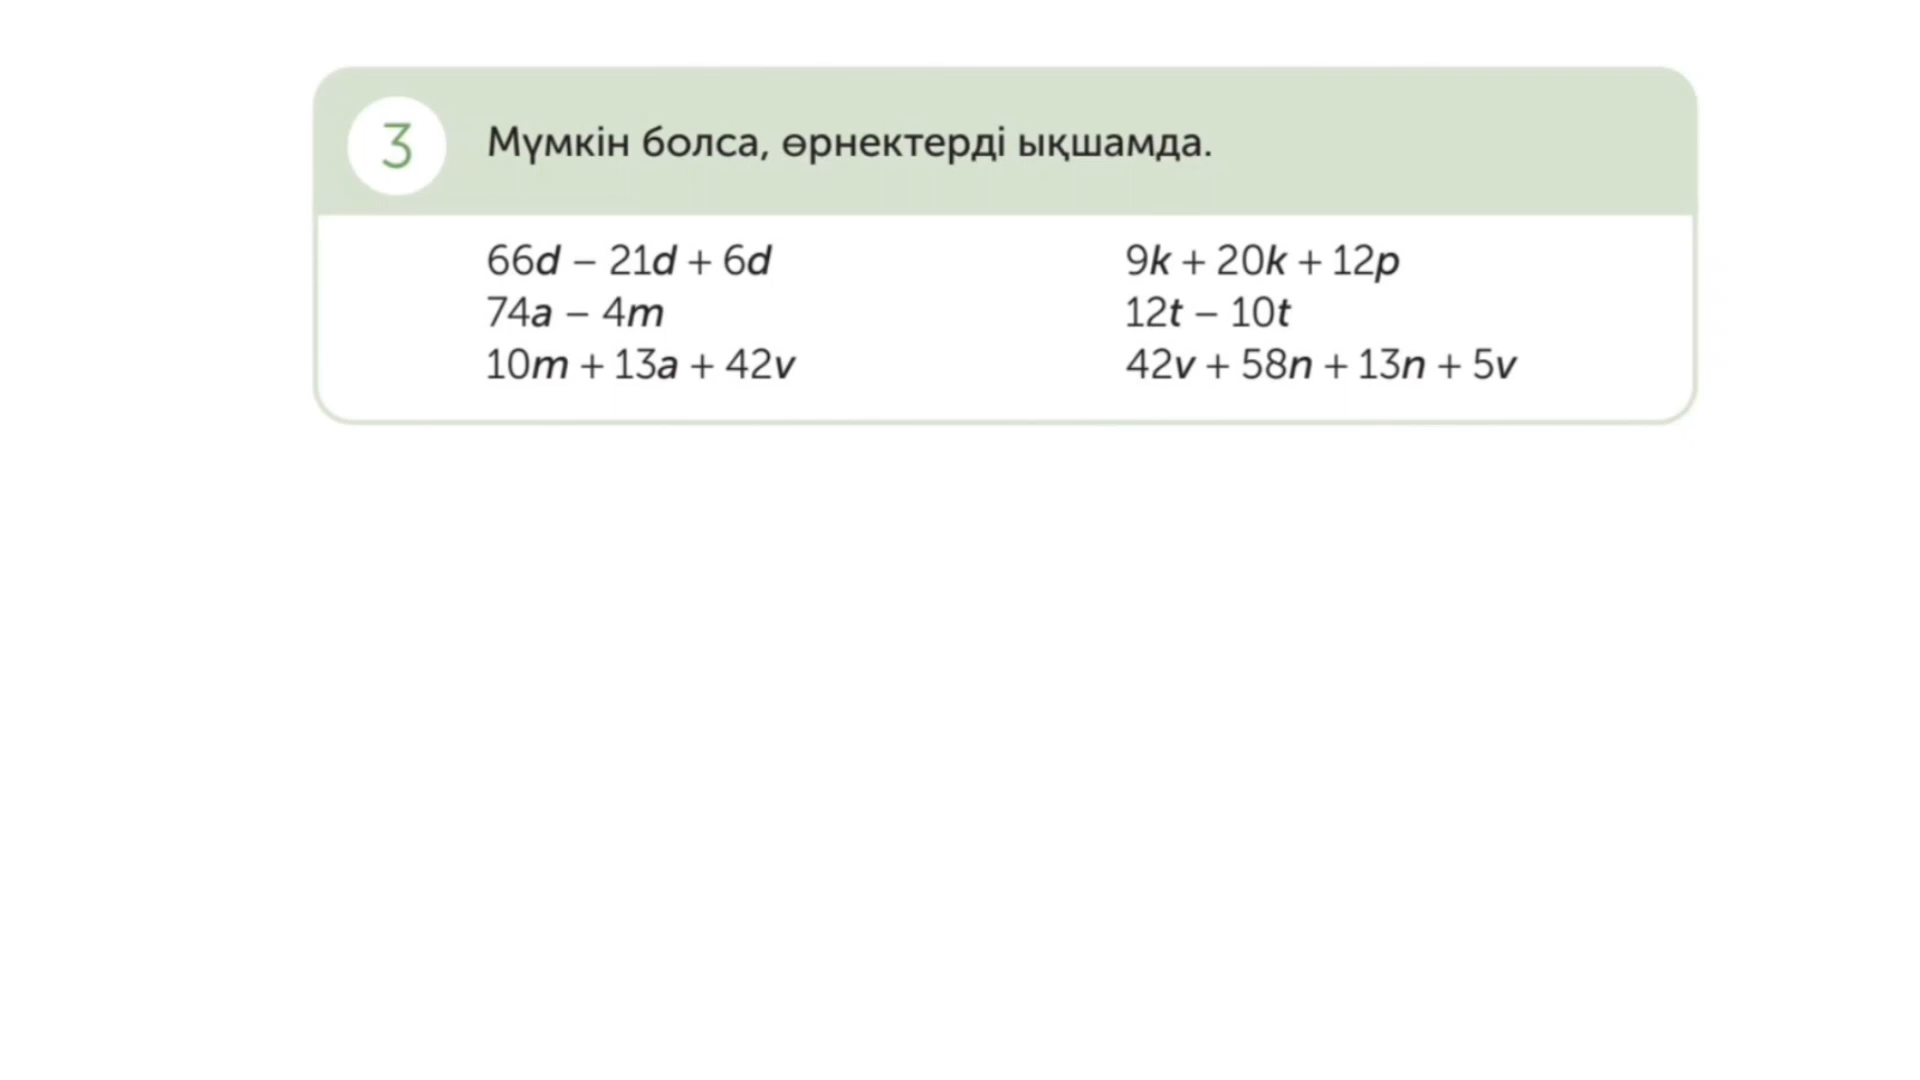 3 Мүмкін болса, өрнектерді ықшамда.
66d – 21d + 6d
74a – 4m
10m + 13a + 42v
9k + 20k + 12p
12t – 10t
42v + 58n + 13n + 5v